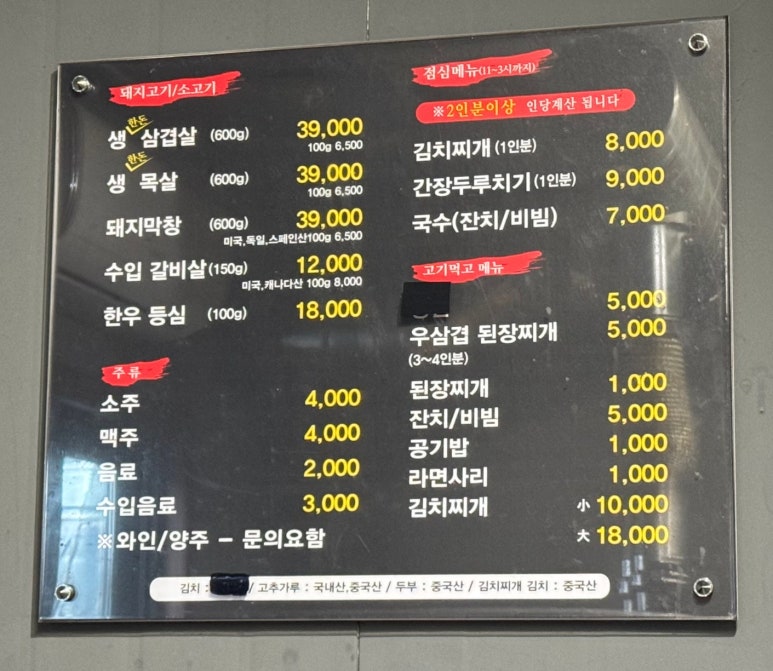 돼지고기/소고기
한돈
생 삼겹살 (600g) 39,000
100g 6,500
한돈
생 목살 (600g) 39,000
100g 6,500
돼지막창 (600g) 39,000
미국,독일,스페인산100g 6,500
수입 갈비살(150g) 12,000
미국,캐나다산 100g 8,000
한우 등심 (100g) 18,000
주류
소주 4,000
맥주 4,000
음료 2,000
수입음료 3,000
※와인/양주 - 문의요함
점심메뉴(11~3시까지)
※2인분이상 인당계산 됩니다
김치찌개(1인분) 8,000
간장두루치기(1인분) 9,000
국수(잔치/비빔) 7,000
고기먹고 메뉴
5,000
우삼겹 된장찌개 5,000
(3~4인분)
된장찌개 1,000
잔치/비빔 5,000
공기밥 1,000
라면사리 1,000
김치찌개 小 10,000
大 18,000
김치 : / 고추가루 : 국내산,중국산 / 두부 : 중국산 / 김치찌개 김치 : 중국산